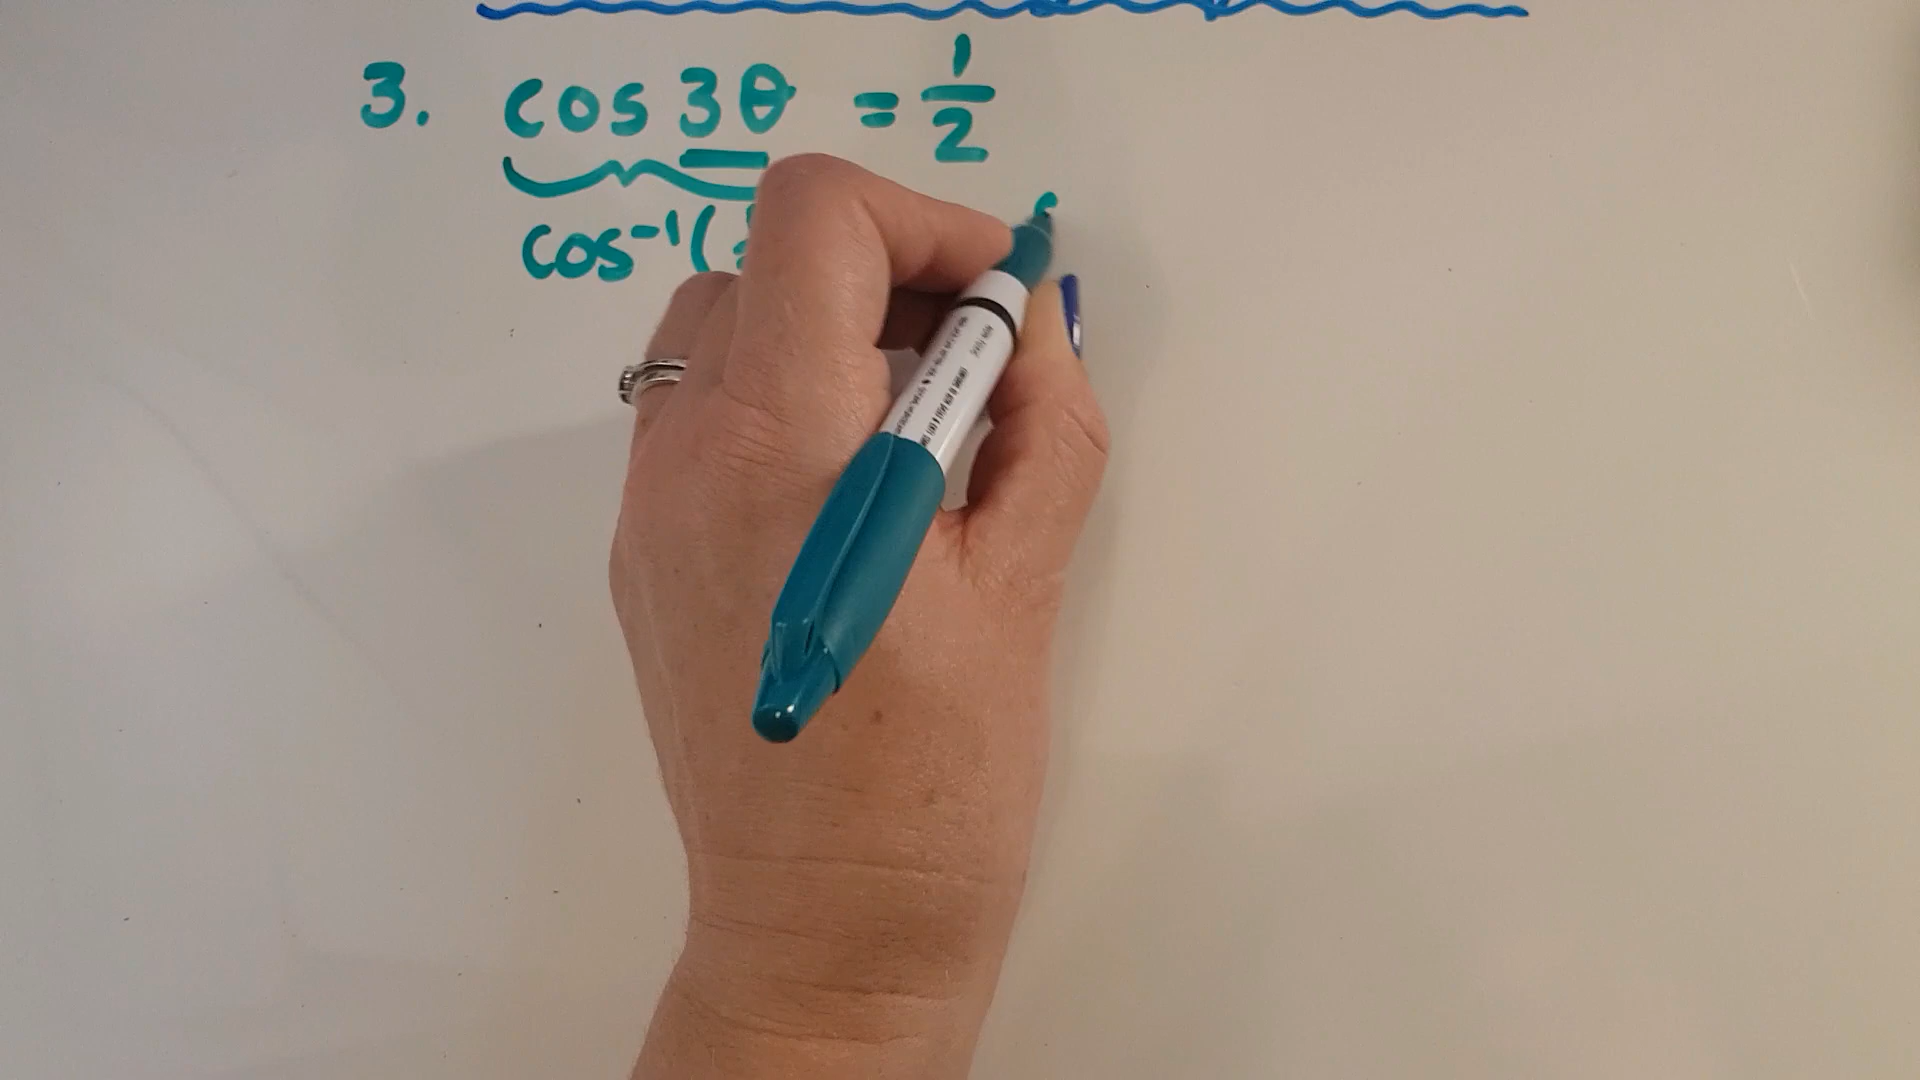 3. cos 3θ = 1/2
cos⁻¹(